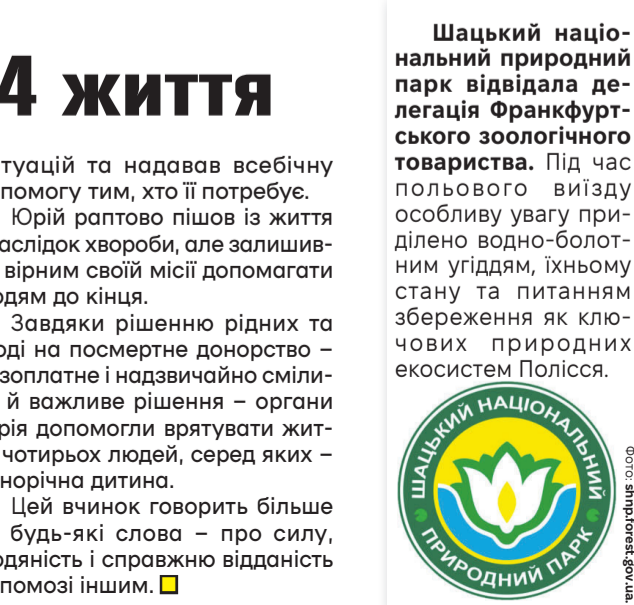 4 життя
туацій та надавав всебічну
помогу тим, хто її потребує.
Юрій раптово пішов із життя
аслідок хвороби, але залишив-
вірним своїй місії допомагати
одям до кінця.
Завдяки рішенню рідних та
оді на посмертне донорство –
зоплатне і надзвичайно сміли-
й важливе рішення – органи
рія допомогли врятувати жит-
чотирьох людей, серед яких –
норічна дитина.
Цей вчинок говорить більше
будь-які слова – про силу,
одяність і справжню відданість
помозі іншим.
Шацький націо-
нальний природний
парк відвідала де-
легація Франкфурт-
ського зоологічного
товариства. Під час
польового виїзду
особливу увагу при-
ділено водно-болот-
ним угіддям, їхньому
стану та питанням
збереження як клю-
чових природних
екосистем Полісся.
ШАЦЬКИЙ НАЦІОНАЛЬНИЙ
ПРИРОДНИЙ ПАРК
Фото: shnp.forest.gov.ua.